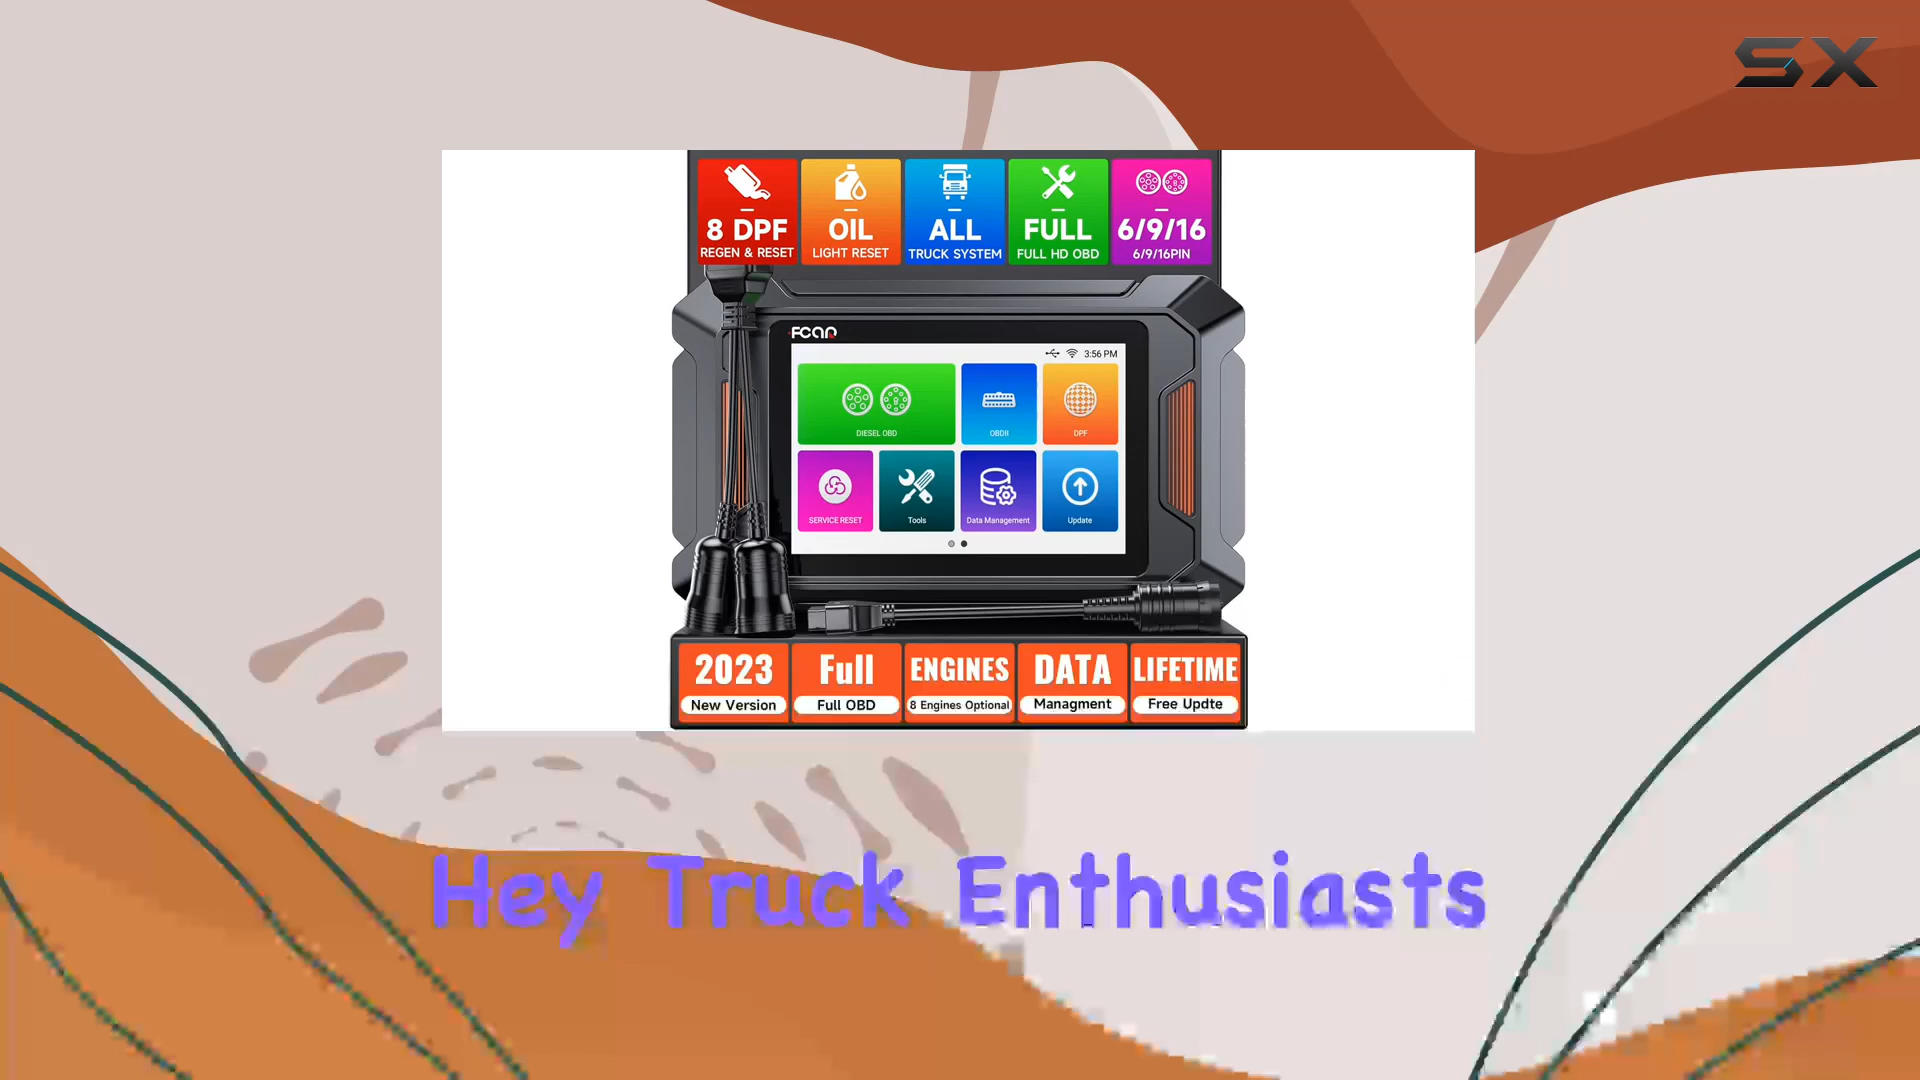 SX
8 DPF
REGEN & RESET
OIL
LIGHT RESET
ALL
TRUCK SYSTEM
FULL
FULL HD OBD
6/9/16
6/9/16PIN
FCAR
3:56 PM
DIESEL OBD
OBDII
DPF
SERVICE RESET
Tools
Data Management
Update
2023
New Version
Full
Full OBD
ENGINES
8 Engines Optional
DATA
Managment
LIFETIME
Free Updte
Hey Truck Enthusiasts